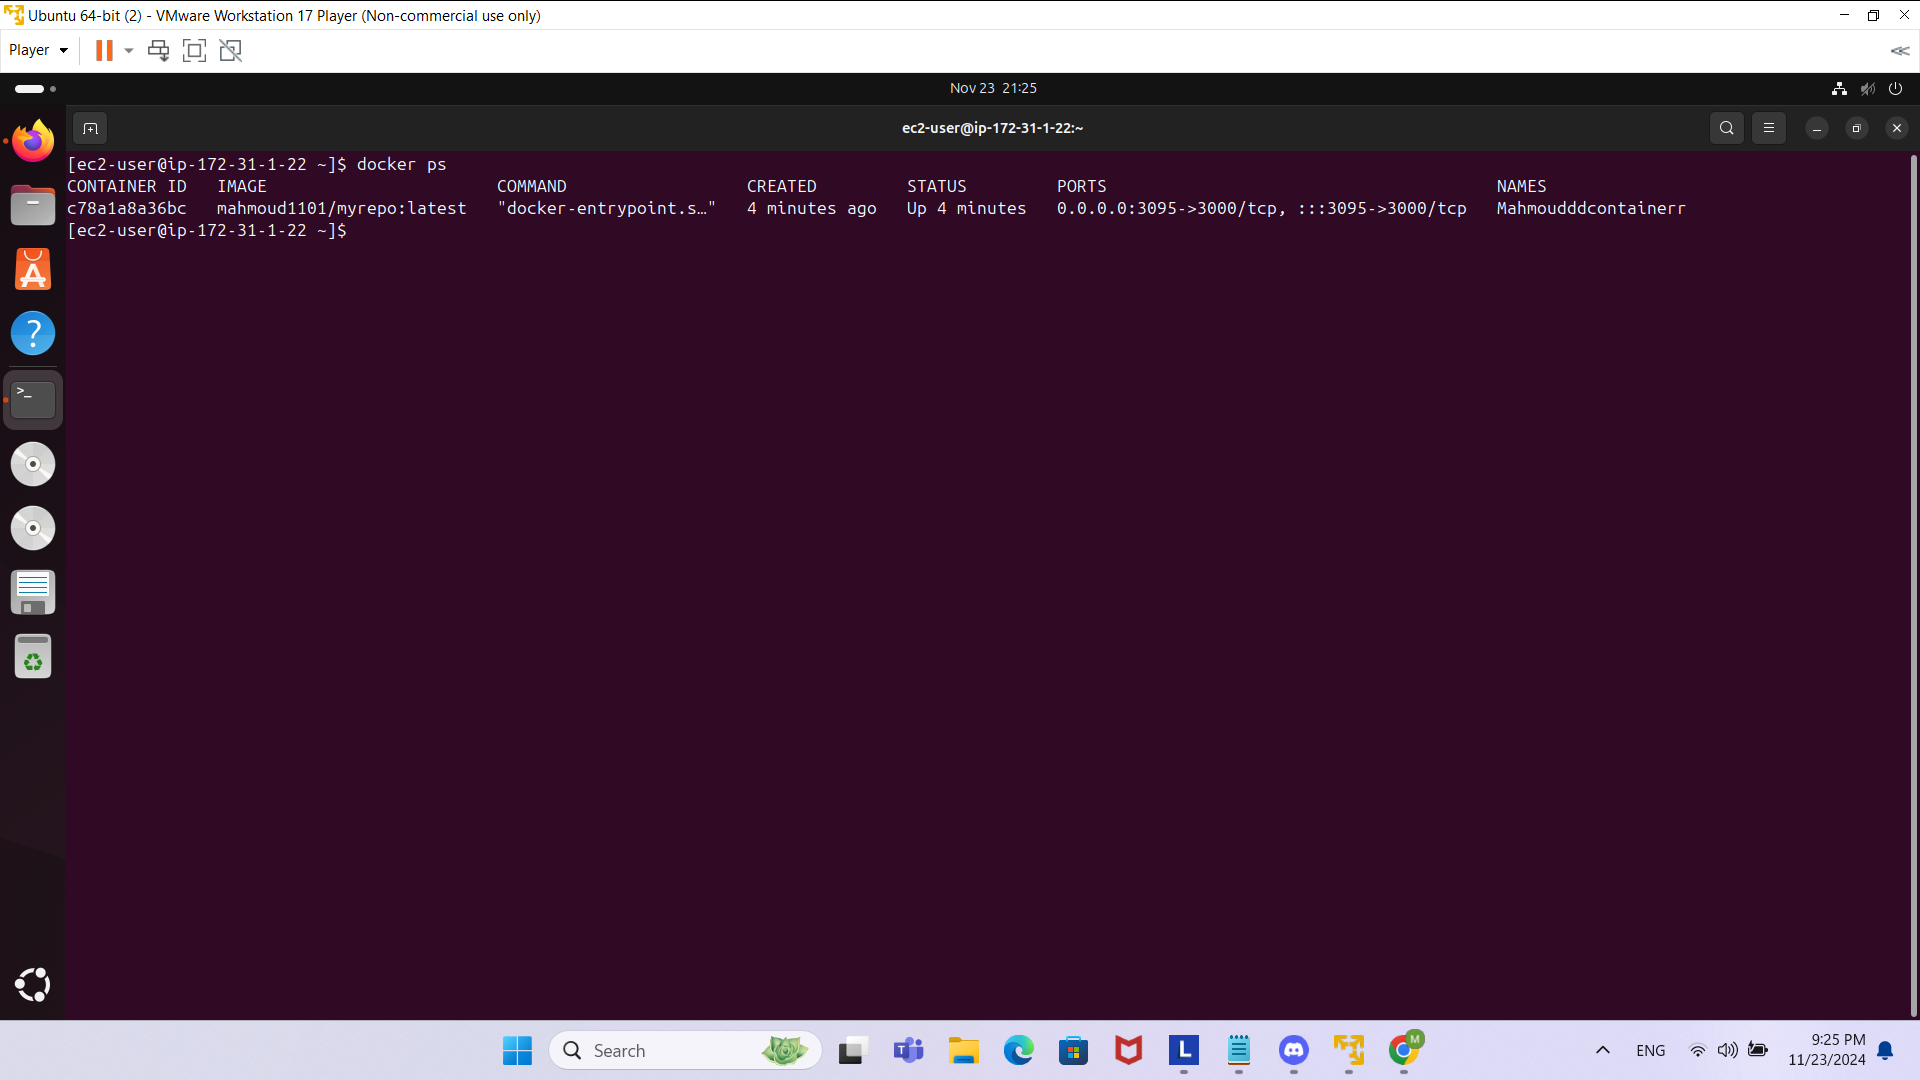 Ubuntu 64-bit (2) - VMware Workstation 17 Player (Non-commercial use only)
Player
Nov 23 21:25
ec2-user@ip-172-31-1-22:~
[ec2-user@ip-172-31-1-22 ~]$ docker ps
CONTAINER ID IMAGE COMMAND CREATED STATUS PORTS NAMES
c78a1a8a36bc mahmoud1101/myrepo:latest "docker-entrypoint.s…" 4 minutes ago Up 4 minutes 0.0.0.0:3095->3000/tcp, :::3095->3000/tcp Mahmoudddcontainerr
[ec2-user@ip-172-31-1-22 ~]$
Search
L
M
ENG
9:25 PM
11/23/2024